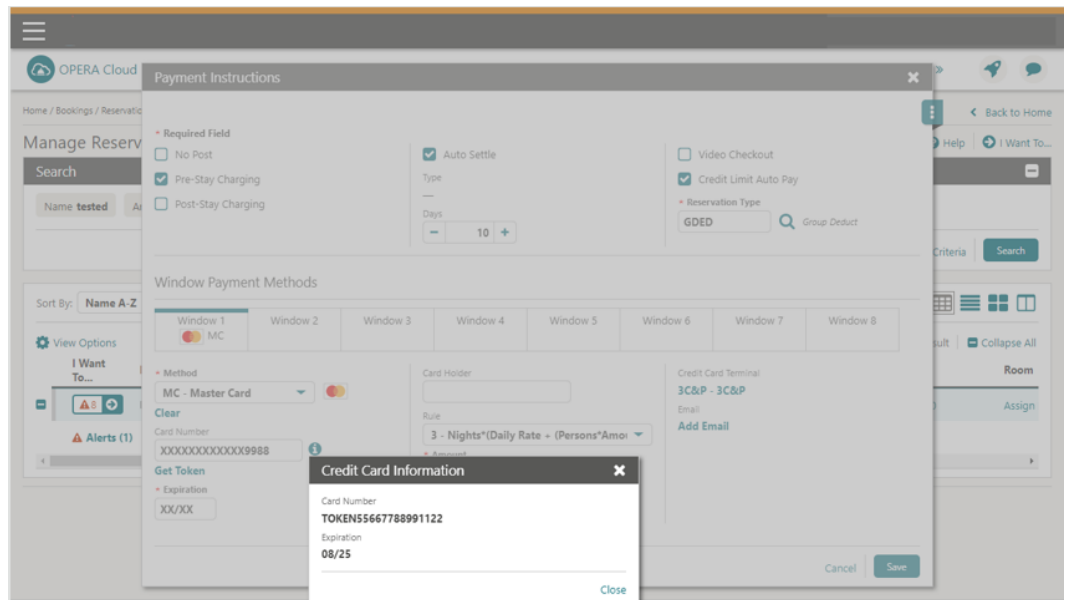 OPERA Cloud
Payment Instructions
Home / Bookings / Reservatio
Back to Home
Manage Reserv
Help
I Want To...
* Required Field
No Post
Auto Settle
Video Checkout
Search
Pre-Stay Charging
Type
—
Credit Limit Auto Pay
Name tested
Post-Stay Charging
Days
- 10 +
* Reservation Type
GDED
Group Deduct
Criteria
Search
Window Payment Methods
Sort By: Name A-Z
Window 1
MC
Window 2
Window 3
Window 4
Window 5
Window 6
Window 7
Window 8
View Options
sult
Collapse All
I Want
To...
Room
* Method
MC - Master Card
Clear
Card Holder
Credit Card Terminal
3C&P - 3C&P
8
Assign
Card Number
XXXXXXXXXXXX9988
Rule
3 - Nights*(Daily Rate + (Persons*Amou
Email
Add Email
Alerts (1)
* Amount
Get Token
* Expiration
XX/XX
Credit Card Information
Card Number
TOKEN55667788991122
Expiration
08/25
Close
Cancel
Save